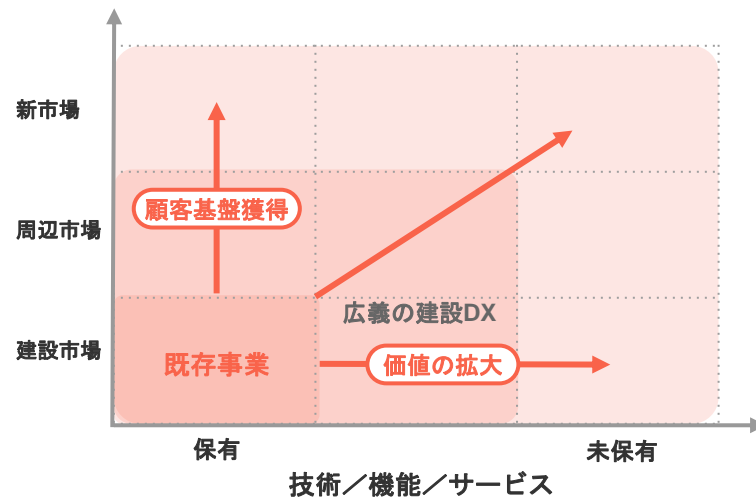 新市場
顧客基盤獲得
周辺市場
広義の建設DX
建設市場
既存事業
価値の拡大
保有
未保有
技術／機能／サービス